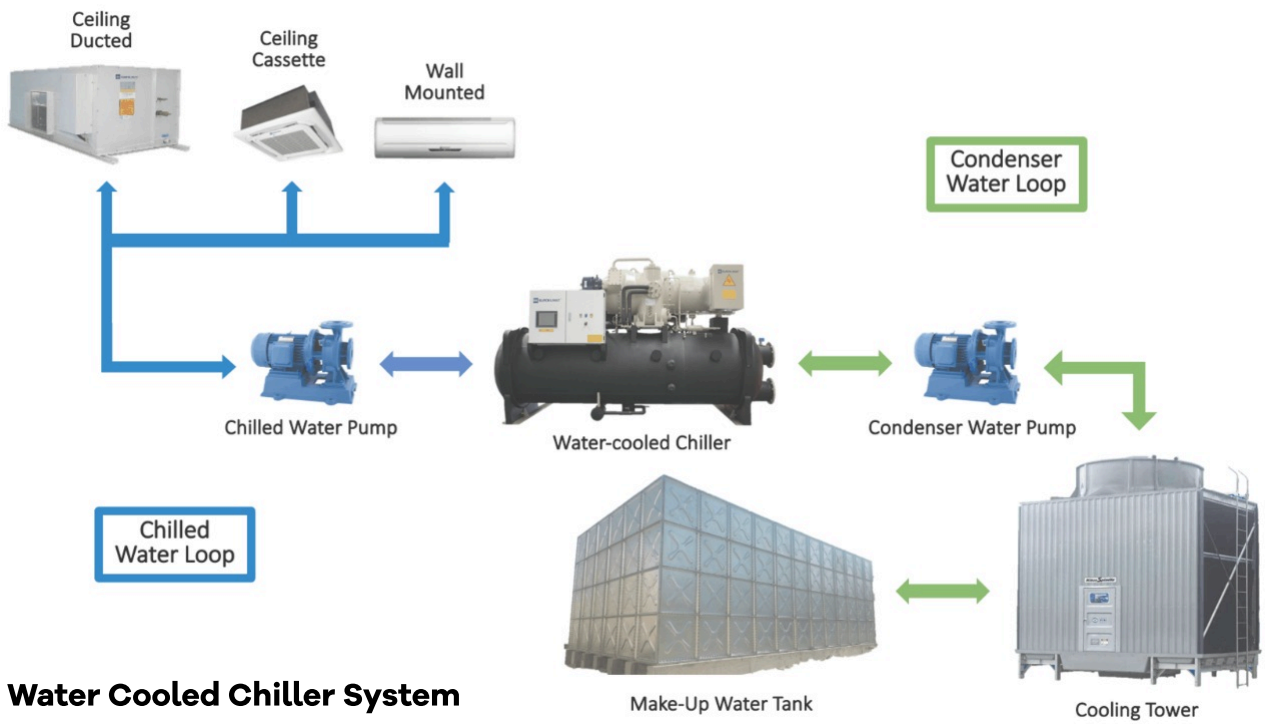 Ceiling
Ducted
Ceiling
Cassette
Wall
Mounted
Condenser
Water Loop
Chilled Water Pump
Water-cooled Chiller
Condenser Water Pump
Chilled
Water Loop
Make-Up Water Tank
Cooling Tower
Water Cooled Chiller System